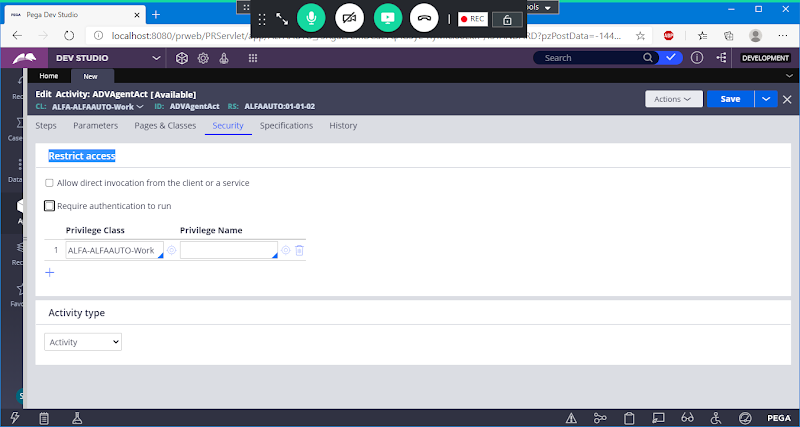 PEGA Pega Dev Studio
ools
REC
localhost:8080/prweb/PRServlet/app
RD?pzPostData=-144...
DEV STUDIO
Search
DEVELOPMENT
Home New
Edit Activity: ADVAgentAct [Available]
CL: ALFA-ALFAAUTO-Work ID: ADVAgentAct RS: ALFAAUTO:01-01-02
Actions Save
Steps Parameters Pages & Classes Security Specifications History
Rec
Case
Data
Rec
Favo
Restrict access
Allow direct invocation from the client or a service
Require authentication to run
Privilege Class Privilege Name
1 ALFA-ALFAAUTO-Work
Activity type
Activity
PEGA